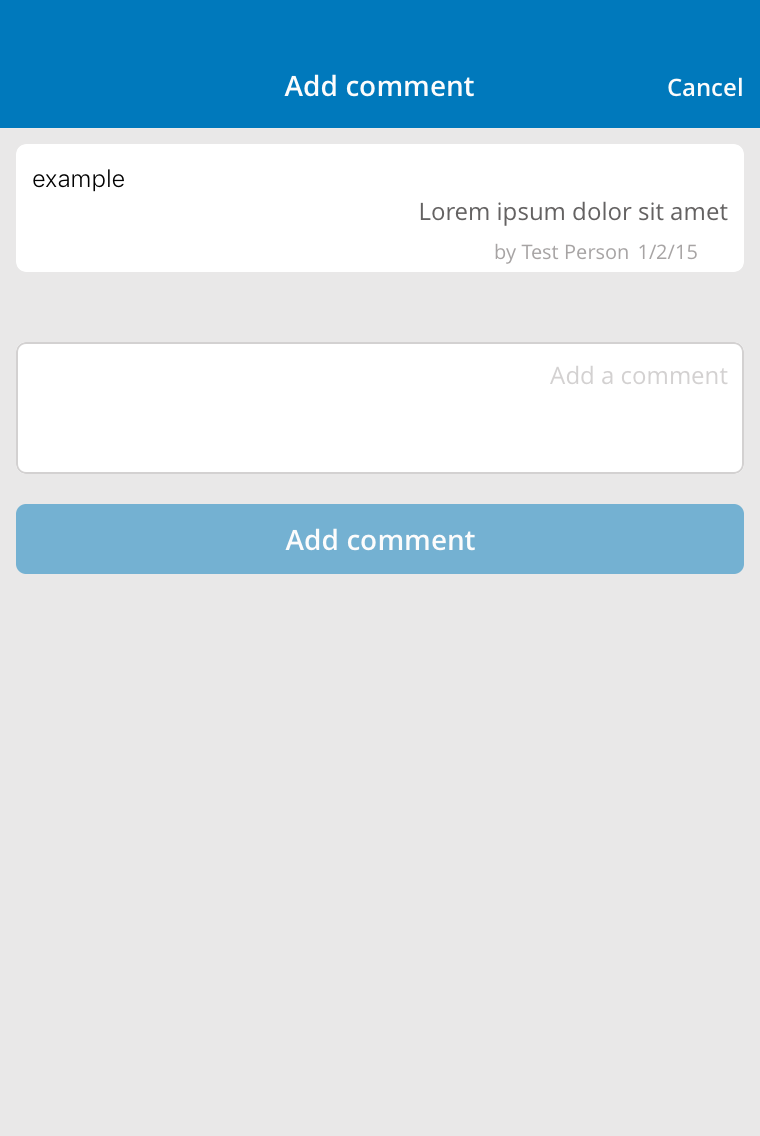 Add comment
Cancel
example
Lorem ipsum dolor sit amet
by Test Person 1/2/15
Add a comment
Add comment